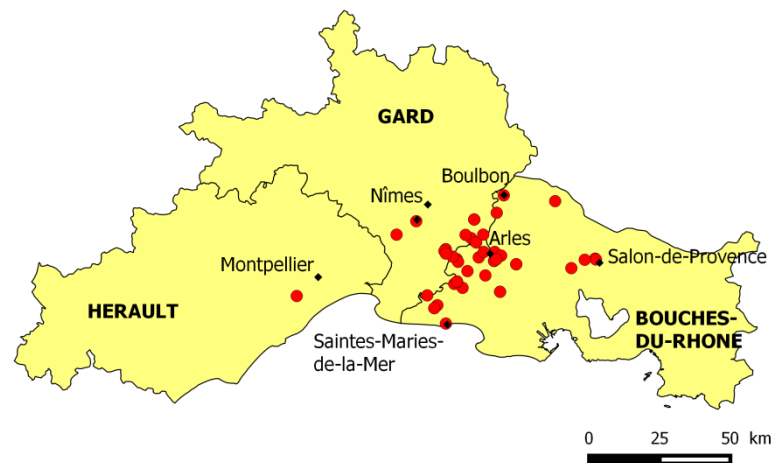 GARD
Boulbon
Nîmes
Arles
Montpellier
Salon-de-Provence
HERAULT
BOUCHES-
DU-RHONE
Saintes-Maries-
de-la-Mer
0 25 50 km